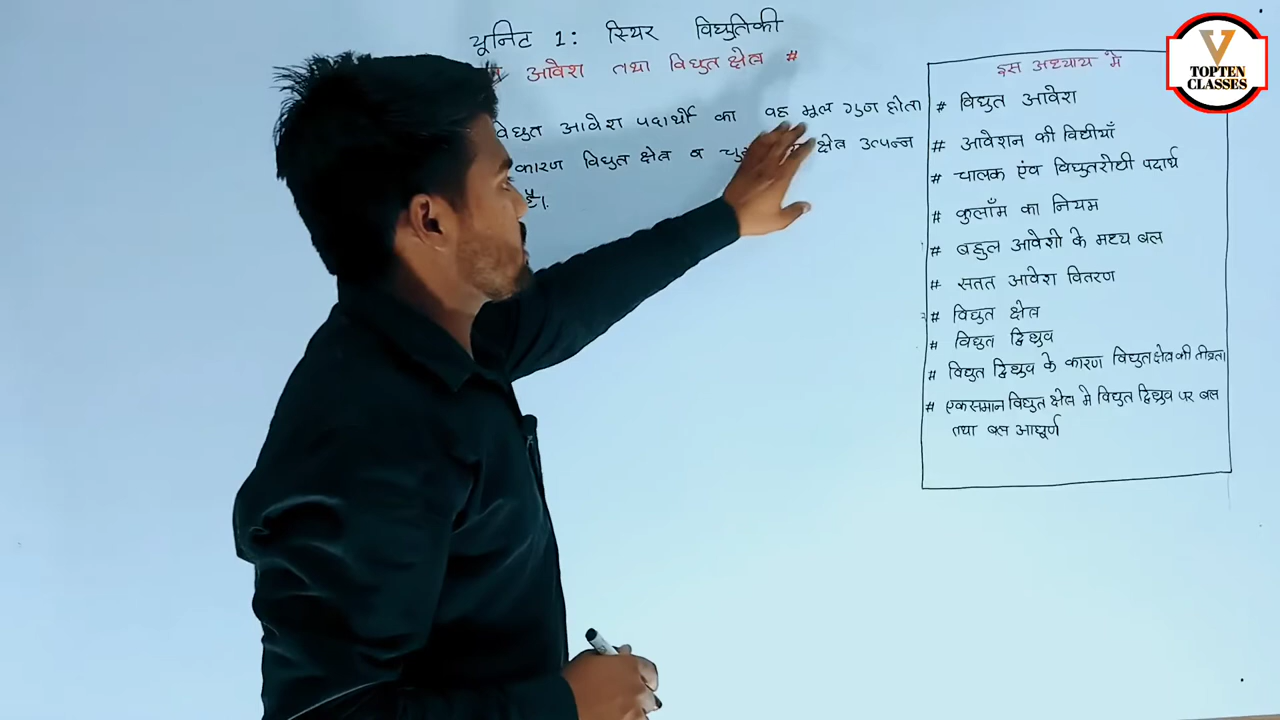 यूनिट 1: स्थिर विद्युतिकी
आवेश तथा विद्युत क्षेत्र #
विद्युत आवेश पदार्थो का वह मूल गुण होता
कारण विद्युत क्षेत्र व क्षेत्र उत्पन्न
है।
इस अध्याय मे
# विद्युत आवेश
# आवेशन की विधीयाँ
# चालक एंव विद्युतरोधी पदार्थ
# कुलाँम का नियम
# बहुल आवेशो के मध्य बल
# सतत आवेश वितरण
# विद्युत क्षेत्र
# विद्युत द्विध्रुव
# विद्युत द्विध्रुव के कारण विद्युत क्षेत्र की तीव्रता
# एकसमान विद्युत क्षेत्र मे विद्युत द्विध्रुव पर बल
तथा बल आघूर्ण
V
TOPTEN
CLASSES